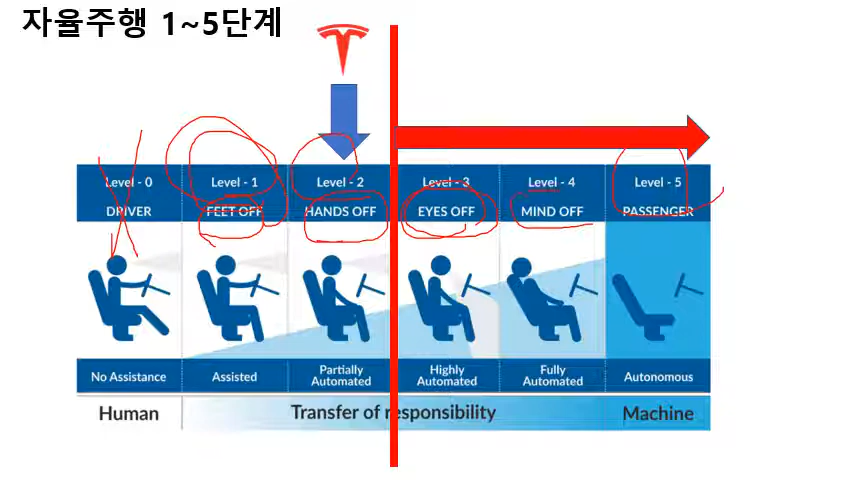 자율주행 1~5단계
Level - 0
DRIVER
Level - 1
FEET OFF
Level - 2
HANDS OFF
Level - 3
EYES OFF
Level - 4
MIND OFF
Level - 5
PASSENGER
No Assistance
Assisted
Partially
Automated
Highly
Automated
Fully
Automated
Autonomous
Human
Transfer of responsibility
Machine